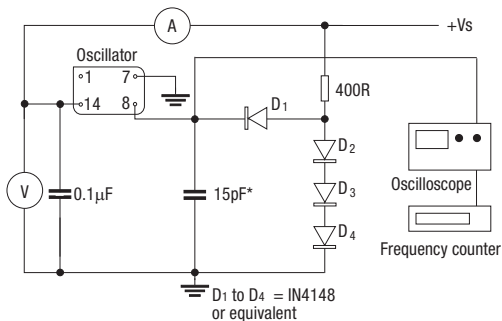 A
+Vs
Oscillator
1 7
14 8
400R
D1
D2
V
0.1μF
15pF*
D3
D4
Oscilloscope
Frequency counter
D1 to D4 = IN4148
or equivalent